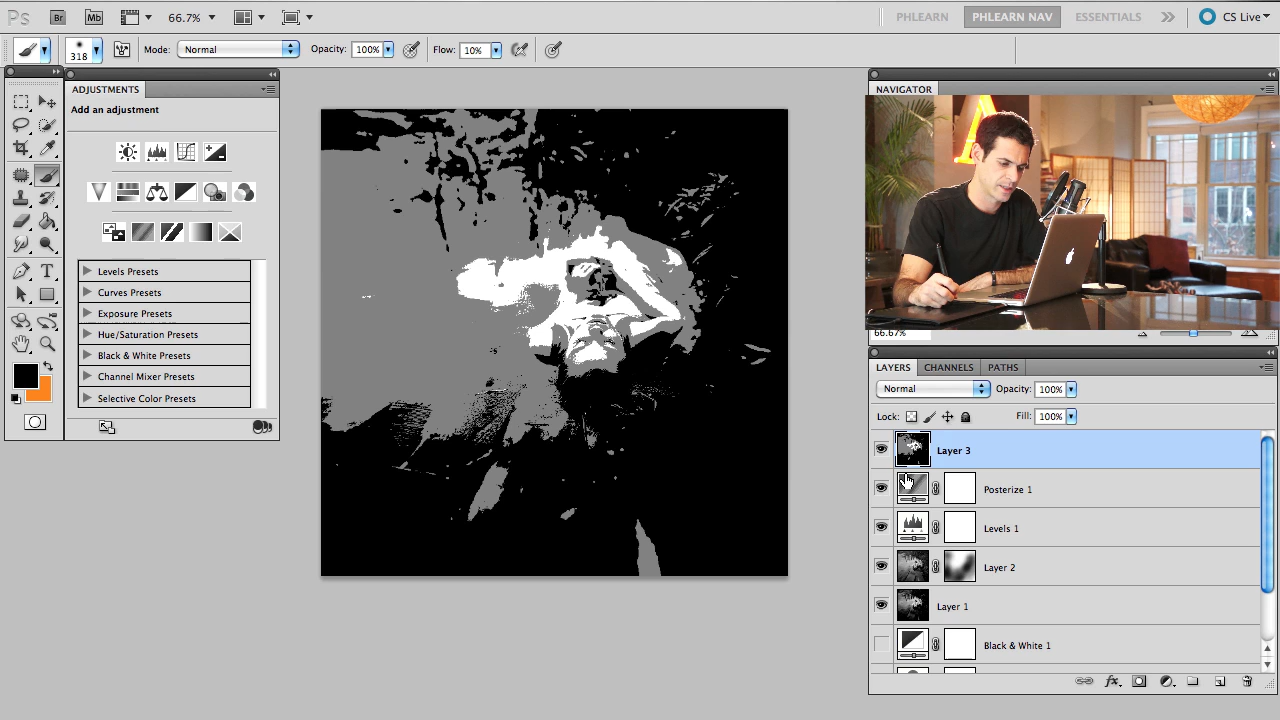 Ps Br Mb 66.7% PHLEARN PHLEARN NAV ESSENTIALS CS Live
318 Mode: Normal Opacity: 100% Flow: 10%
ADJUSTMENTS
Add an adjustment
Levels Presets
Curves Presets
Exposure Presets
Hue/Saturation Presets
Black & White Presets
Channel Mixer Presets
Selective Color Presets
NAVIGATOR
66.67%
LAYERS CHANNELS PATHS
Normal Opacity: 100%
Lock: Fill: 100%
Layer 3
Posterize 1
Levels 1
Layer 2
Layer 1
Black & White 1
fx